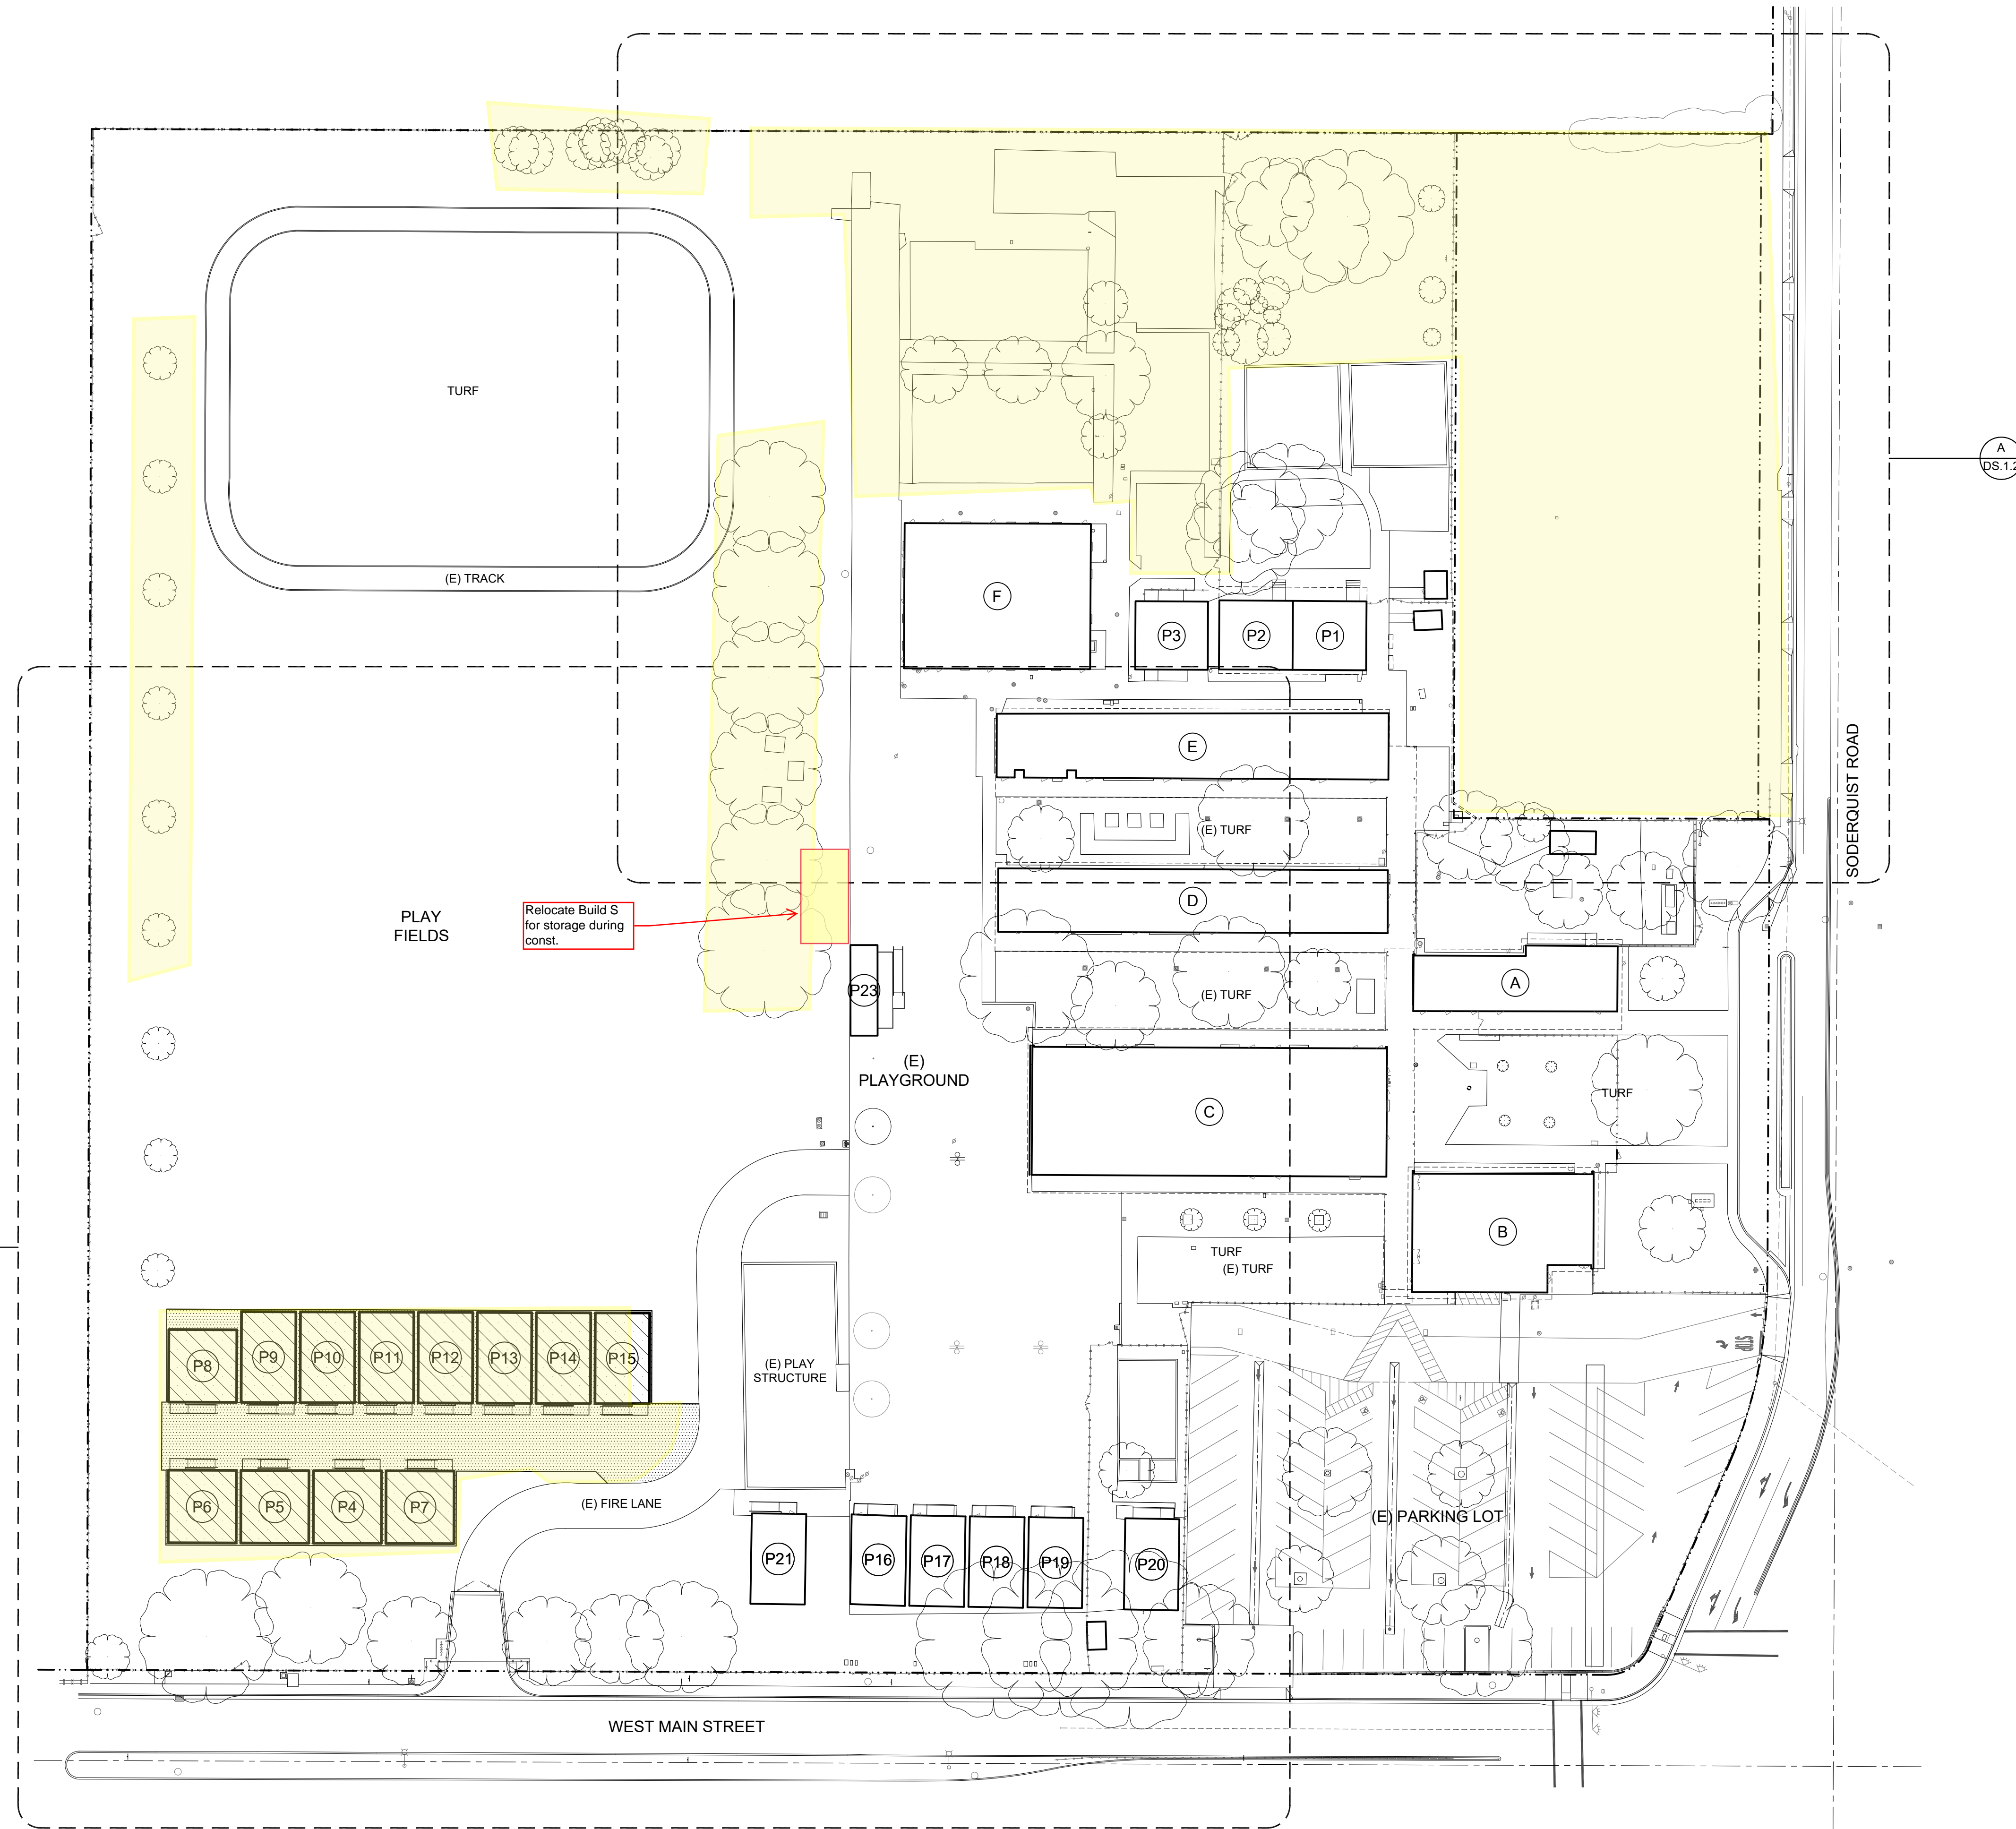 TURF
(E) TRACK
A
DS.1.2
F
P3
P2
P1
E
SODERQUIST ROAD
(E) TURF
D
PLAY
FIELDS
Relocate Build S
for storage during
const.
P23
A
(E) TURF
(E)
PLAYGROUND
C
TURF
B
TURF
(E) TURF
P8
P9
P10
P11
P12
P13
P14
P15
(E) PLAY
STRUCTURE
P6
P5
P4
P7
(E) FIRE LANE
(E) PARKING LOT
P21
P16
P17
P18
P19
P20
WEST MAIN STREET